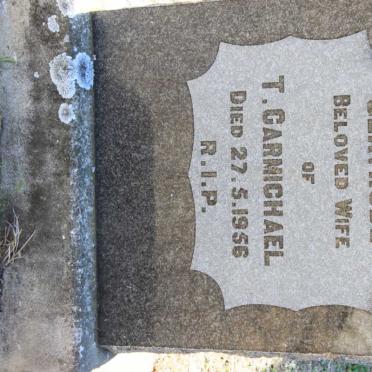 BELOVED WIFE
OF
T. CARMICHAEL
DIED 27.5.1956
R.I.P.